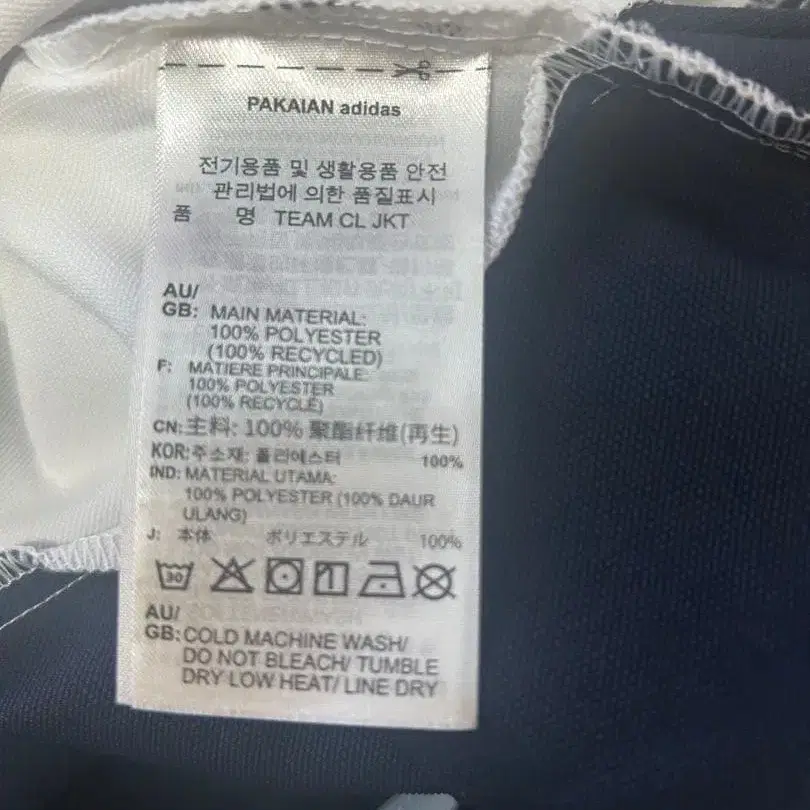 PAKAIAN adidas
전기용품 및 생활용품 안전
관리법에 의한 품질표시
품 명 TEAM CL JKT
AU/
GB: MAIN MATERIAL:
100% POLYESTER
(100% RECYCLED)
F: MATIERE PRINCIPALE:
100% POLYESTER
(100% RECYCLÉ)
CN:主料: 100% 聚酯纤维(再生)
KOR:주소재: 폴리에스터 100%
IND: MATERIAL UTAMA:
100% POLYESTER (100% DAUR
ULANG)
J: 本体 ポリエステル 100%
30
AU/
GB: COLD MACHINE WASH/
DO NOT BLEACH/ TUMBLE
DRY LOW HEAT/ LINE DRY